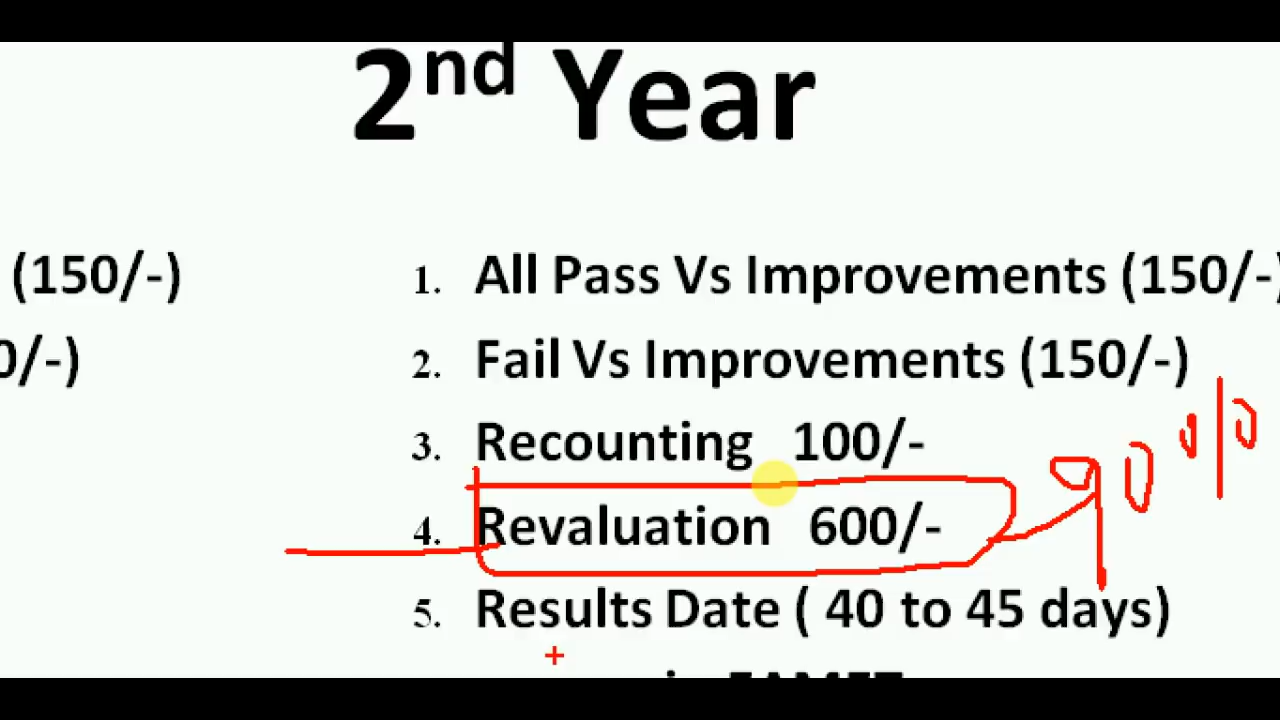 2nd Year
(150/-)
1. All Pass Vs Improvements (150/-)
0/-)
2. Fail Vs Improvements (150/-)
3. Recounting 100/-
4. Revaluation 600/-
90%
5. Results Date ( 40 to 45 days)
+